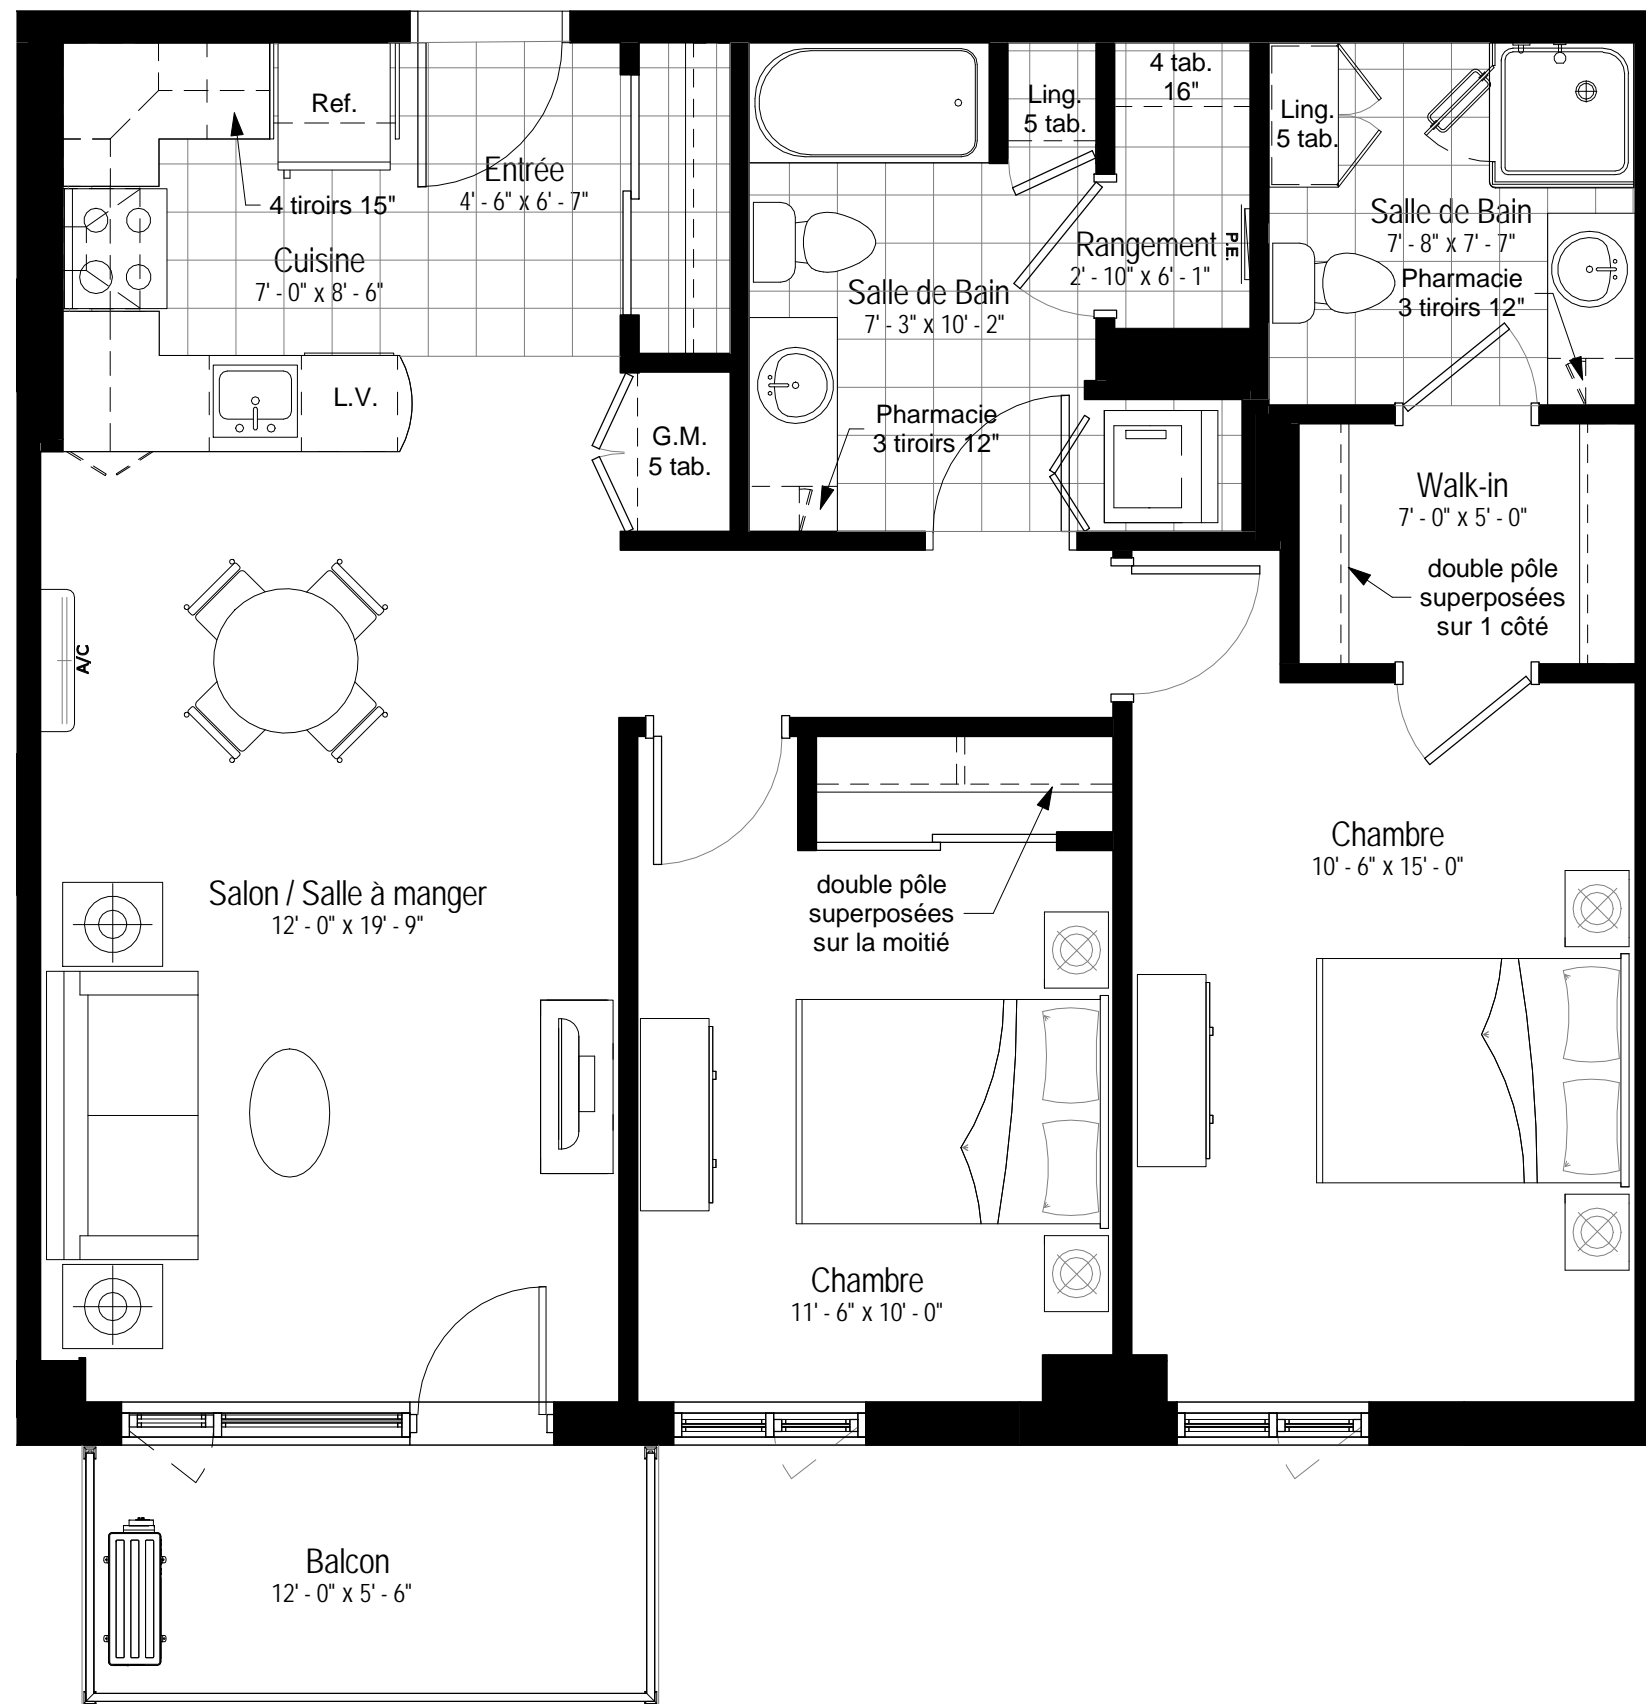 Ref.
4 tiroirs 15"
Entrée
4' - 6" x 6' - 7"
Cuisine
7' - 0" x 8' - 6"
L.V.
G.M.
5 tab.
Ling.
5 tab.
4 tab.
16"
Rangement
2' - 10" x 6' - 1"
P.E.
Salle de Bain
7' - 3" x 10' - 2"
Pharmacie
3 tiroirs 12"
Ling.
5 tab.
Salle de Bain
7' - 8" x 7' - 7"
Pharmacie
3 tiroirs 12"
Walk-in
7' - 0" x 5' - 0"
double pôle
superposées
sur 1 côté
A/C
Salon / Salle à manger
12' - 0" x 19' - 9"
double pôle
superposées
sur la moitié
Chambre
10' - 6" x 15' - 0"
Chambre
11' - 6" x 10' - 0"
Balcon
12' - 0" x 5' - 6"